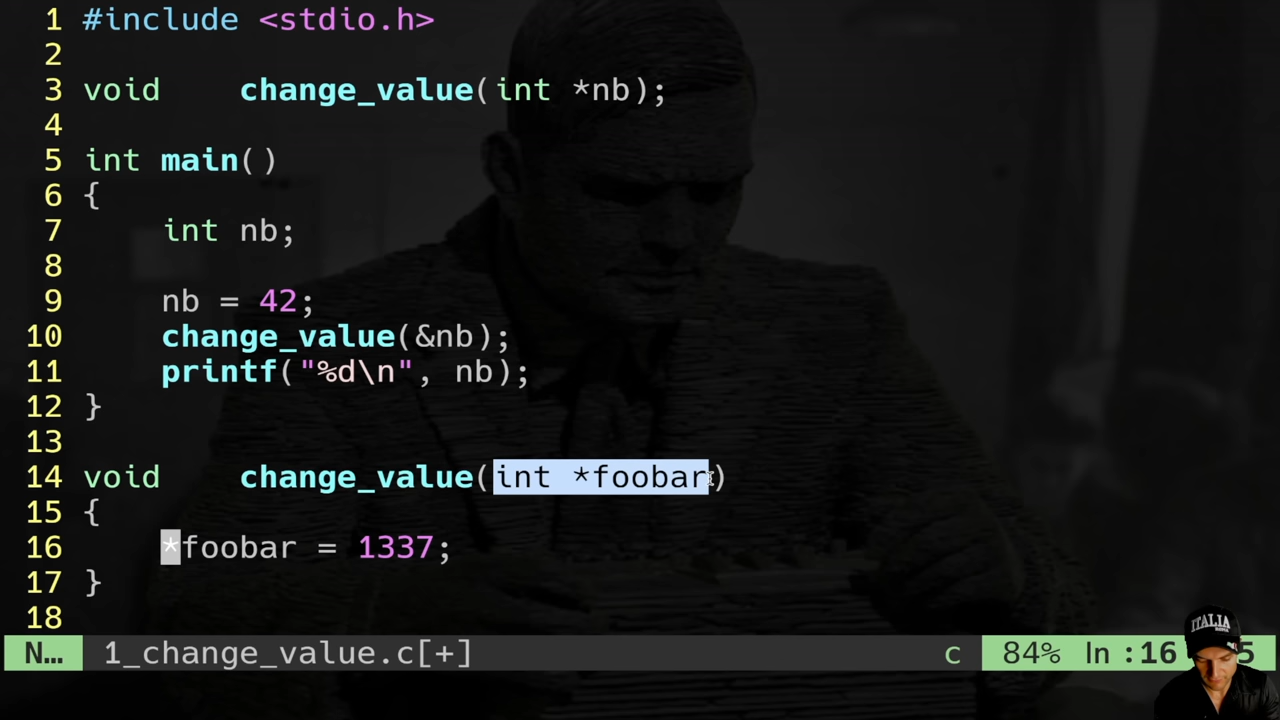 1 #include <stdio.h>
2
3 void    change_value(int *nb);
4
5 int main()
6 {
7     int nb;
8
9     nb = 42;
10     change_value(&nb);
11     printf("%d\n", nb);
12 }
13
14 void    change_value(int *foobar)
15 {
16     *foobar = 1337;
17 }
18
N… 1_change_value.c[+] c 84% ln :16 5
ITALIA